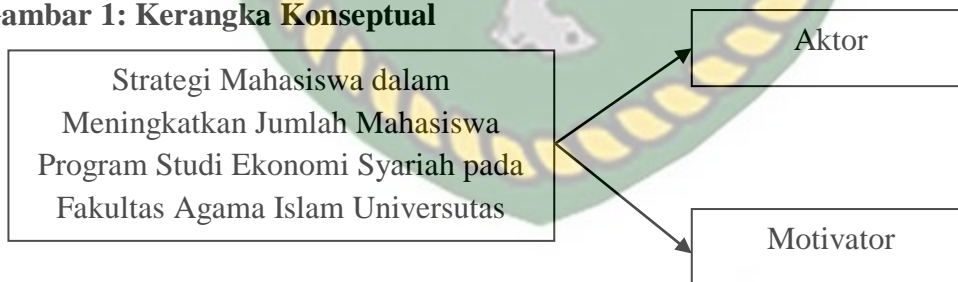 Gambar 1: Kerangka Konseptual
Strategi Mahasiswa dalam
Meningkatkan Jumlah Mahasiswa
Program Studi Ekonomi Syariah pada
Fakultas Agama Islam Universutas
Aktor
Motivator